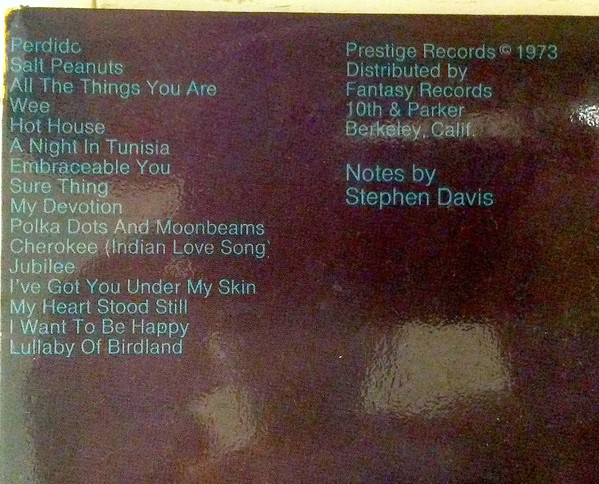 Perdido
Salt Peanuts
All The Things You Are
Wee
Hot House
A Night In Tunisia
Embraceable You
Sure Thing
My Devotion
Polka Dots And Moonbeams
Cherokee (Indian Love Song)
Jubilee
I've Got You Under My Skin
My Heart Stood Still
I Want To Be Happy
Lullaby Of Birdland
Prestige Records © 1973
Distributed by
Fantasy Records
10th & Parker
Berkeley, Calif.
Notes by
Stephen Davis